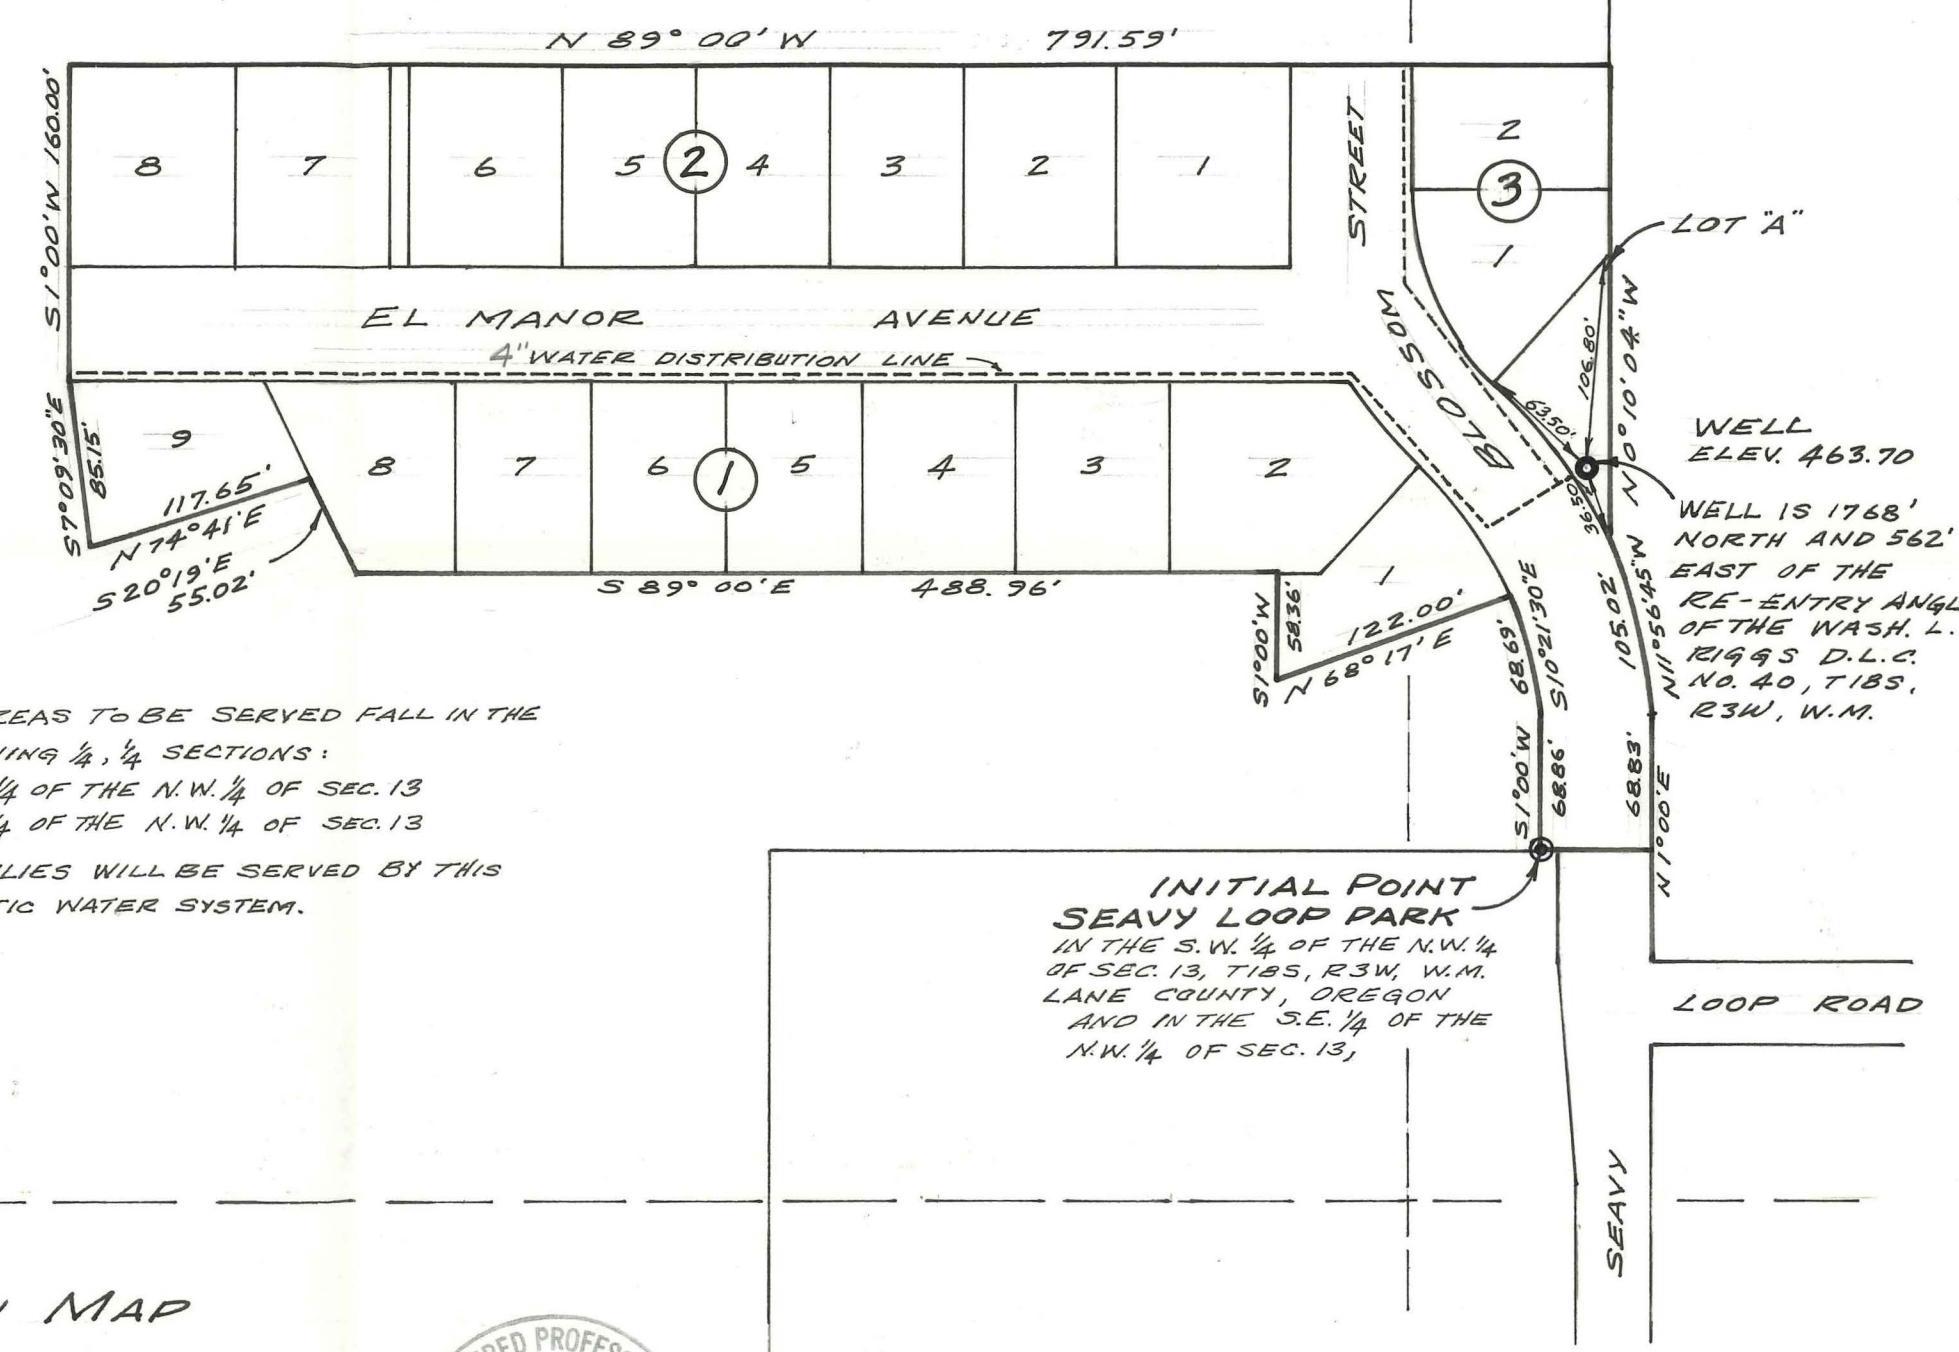 N 89° 00' W 791.59'
S1°00'W 160.00'
8 7 6 5 2 4 3 2 1
STREET
2
3
1
LOT "A"
EL MANOR AVENUE
4" WATER DISTRIBUTION LINE
BLOSSOM
106.80'
N 0° 10' 04" W
63.50'
36.50'
WELL
ELEV. 463.70
WELL IS 1768'
NORTH AND 562'
EAST OF THE
RE-ENTRY ANGL
OF THE WASH. L.
RIGGS D.L.C.
NO. 40, T18S,
R3W, W.M.
S7°09'30"E
85.15'
9 8 7 6 1 5 4 3 2
1
117.65'
N 74°41'E
S 20°19'E
55.02'
S 89° 00' E 488.96'
S1°00'W
58.36'
122.00'
N 68° 17' E
68.69'
S10°21'30"E
105.02'
N11°56'45"W
S1°00'W
68.86'
68.83'
N 1°00'E
REAS TO BE SERVED FALL IN THE
ING ¼, ¼ SECTIONS:
¼ OF THE N.W. ¼ OF SEC. 13
¼ OF THE N.W. ¼ OF SEC. 13
LIES WILL BE SERVED BY THIS
TIC WATER SYSTEM.
INITIAL POINT
SEAVY LOOP PARK
IN THE S.W. ¼ OF THE N.W. ¼
OF SEC. 13, T18S, R3W, W.M.
LANE COUNTY, OREGON
AND IN THE S.E. ¼ OF THE
N.W. ¼ OF SEC. 13,
LOOP ROAD
SEAVY
MAP
RED PROFES